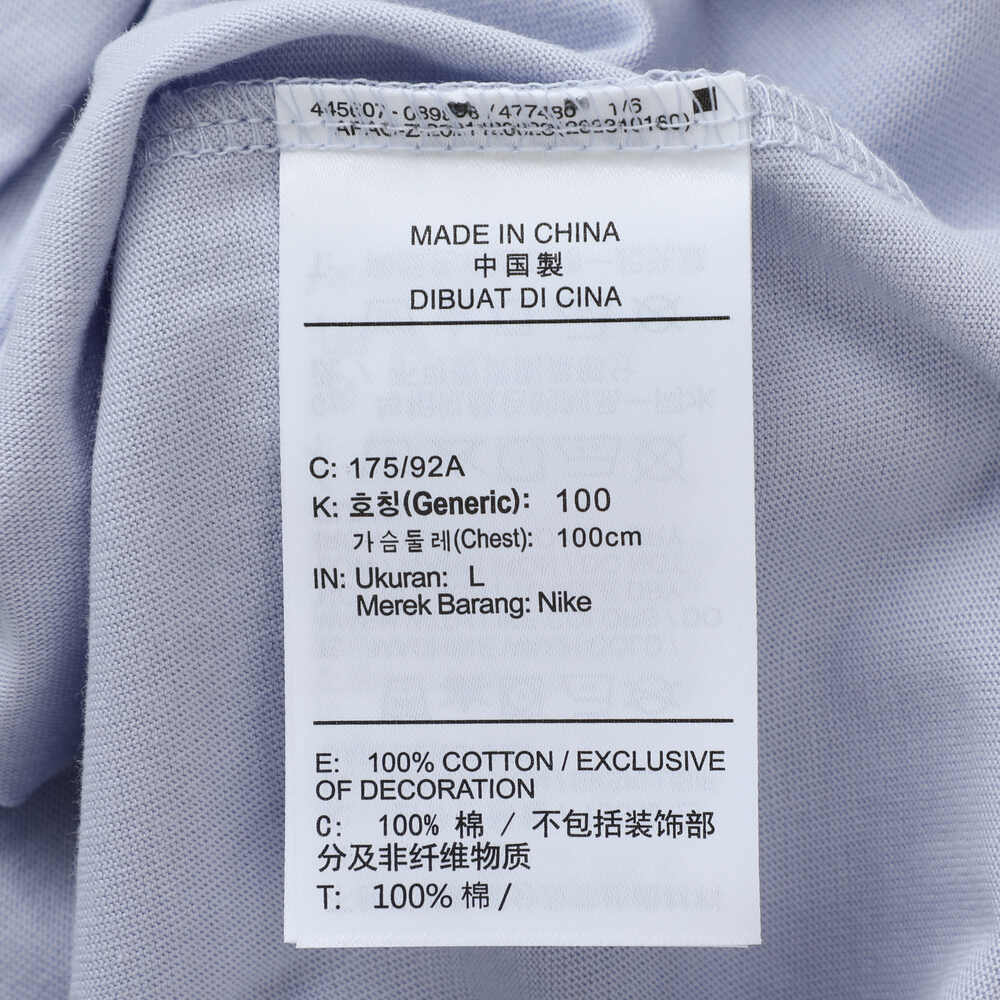 1/6
MADE IN CHINA
中国製
DIBUAT DI CINA
C: 175/92A
K: 호칭(Generic): 100
가슴둘레(Chest): 100cm
IN: Ukuran: L
Merek Barang: Nike
E: 100% COTTON / EXCLUSIVE
OF DECORATION
C: 100% 棉 / 不包括装饰部
分及非纤维物质
T: 100% 棉 /